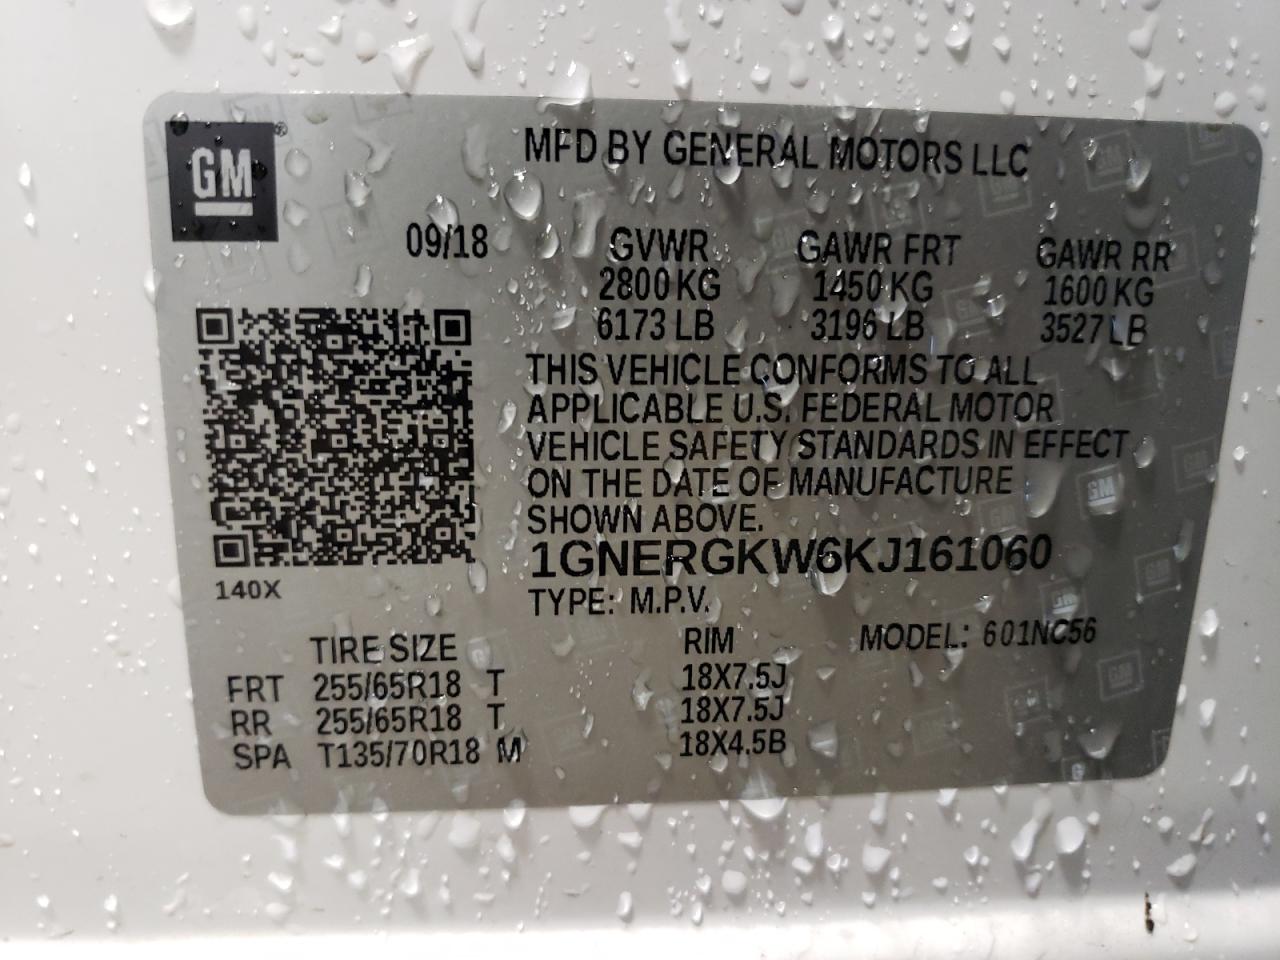 GM
MFD BY GENERAL MOTORS LLC
09/18 GVWR GAWR FRT GAWR RR
2800 KG 1450 KG 1600 KG
6173 LB 3196 LB 3527 LB
THIS VEHICLE CONFORMS TO ALL
APPLICABLE U.S. FEDERAL MOTOR
VEHICLE SAFETY STANDARDS IN EFFECT
ON THE DATE OF MANUFACTURE
SHOWN ABOVE.
1GNERGKW6KJ161060
140X
TYPE: M.P.V.
TIRE SIZE RIM MODEL: 601NC56
FRT 255/65R18 T 18X7.5J
RR 255/65R18 T 18X7.5J
SPA T135/70R18 M 18X4.5B